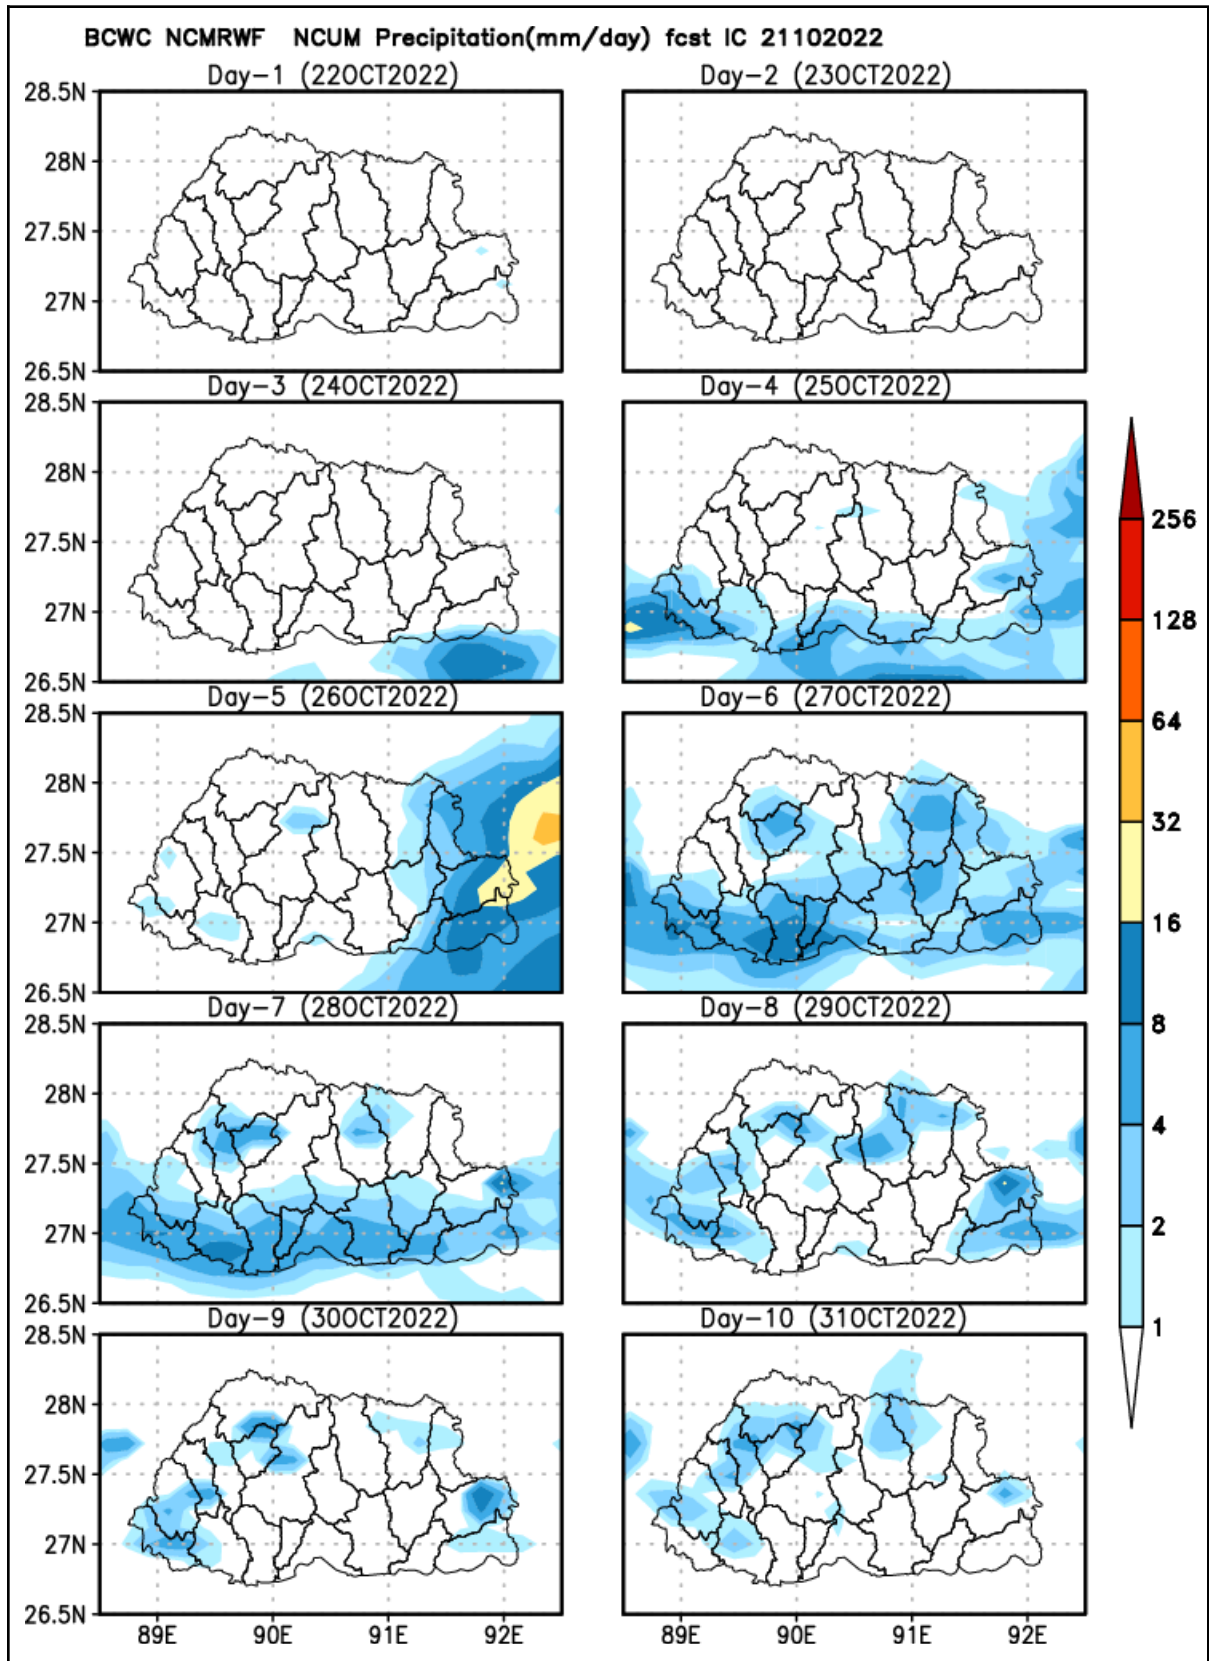 BCWC NCMRWF NCUM Precipitation(mm/day) fcst IC 21102022
Day-1 (22OCT2022) Day-2 (23OCT2022)
28.5N
28N
27.5N
27N
26.5N
Day-3 (24OCT2022) Day-4 (25OCT2022)
28.5N
28N
27.5N
27N
26.5N
Day-5 (26OCT2022) Day-6 (27OCT2022)
28.5N
28N
27.5N
27N
26.5N
Day-7 (28OCT2022) Day-8 (29OCT2022)
28.5N
28N
27.5N
27N
26.5N
Day-9 (30OCT2022) Day-10 (31OCT2022)
28.5N
28N
27.5N
27N
26.5N
89E 90E 91E 92E 89E 90E 91E 92E
256
128
64
32
16
8
4
2
1